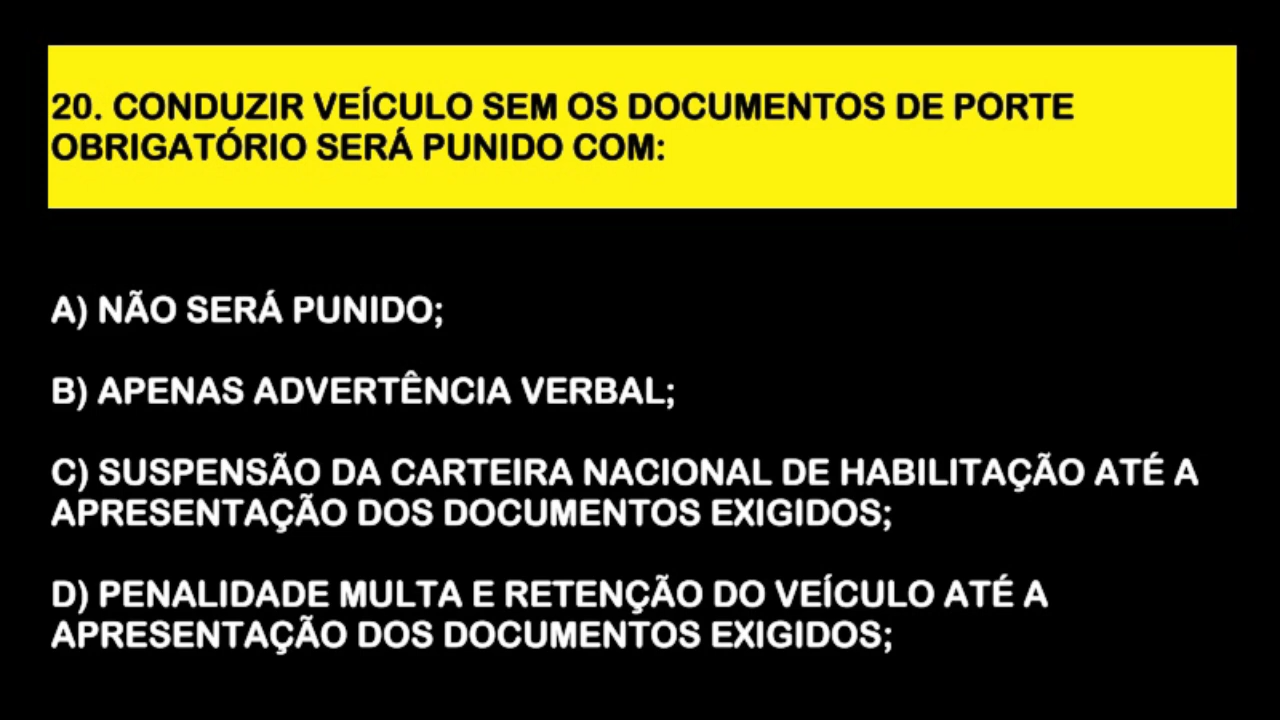 20. CONDUZIR VEÍCULO SEM OS DOCUMENTOS DE PORTE
OBRIGATÓRIO SERÁ PUNIDO COM:
A) NÃO SERÁ PUNIDO;
B) APENAS ADVERTÊNCIA VERBAL;
C) SUSPENSÃO DA CARTEIRA NACIONAL DE HABILITAÇÃO ATÉ A
APRESENTAÇÃO DOS DOCUMENTOS EXIGIDOS;
D) PENALIDADE MULTA E RETENÇÃO DO VEÍCULO ATÉ A
APRESENTAÇÃO DOS DOCUMENTOS EXIGIDOS;